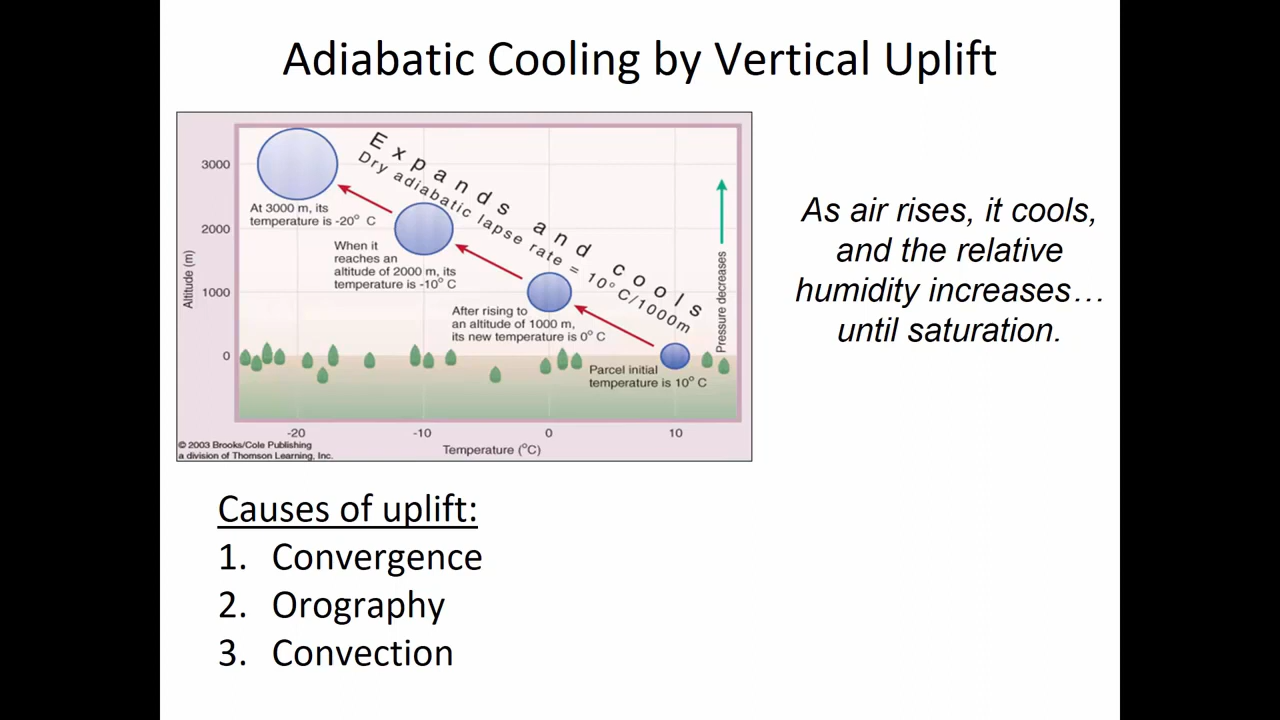 Adiabatic Cooling by Vertical Uplift
Expands and cools
Dry adiabatic lapse rate = 10° C/1000m
3000
2000
1000
0
Altitude (m)
At 3000 m, its
temperature is -20° C
When it
reaches an
altitude of 2000 m, its
temperature is -10° C
After rising to
an altitude of 1000 m,
its new temperature is 0° C
Parcel initial
temperature is 10° C
Pressure decreases
-20
-10
0
10
Temperature (°C)
© 2003 Brooks/Cole Publishing
a division of Thomson Learning, Inc.
As air rises, it cools,
and the relative
humidity increases…
until saturation.
Causes of uplift:
1. Convergence
2. Orography
3. Convection